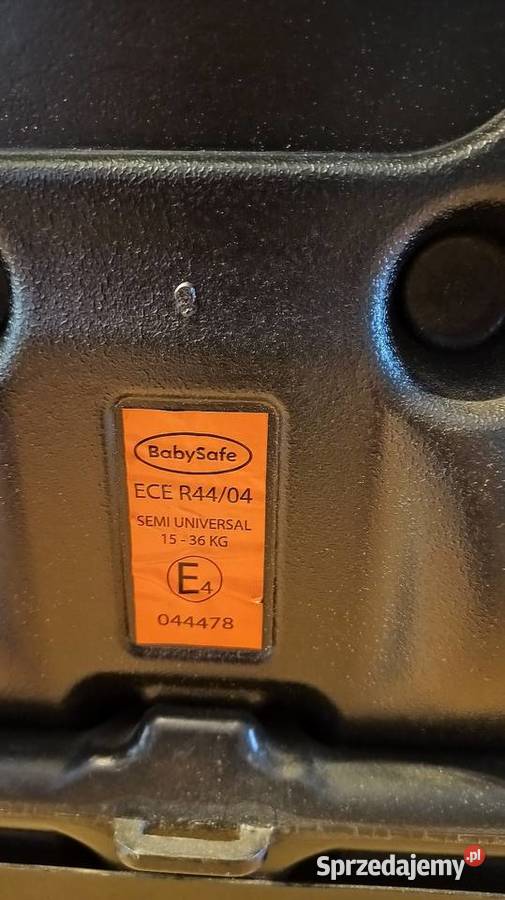 BabySafe
ECE R44/04
SEMI UNIVERSAL
15 - 36 KG
E4
044478
Sprzedajemy.pl